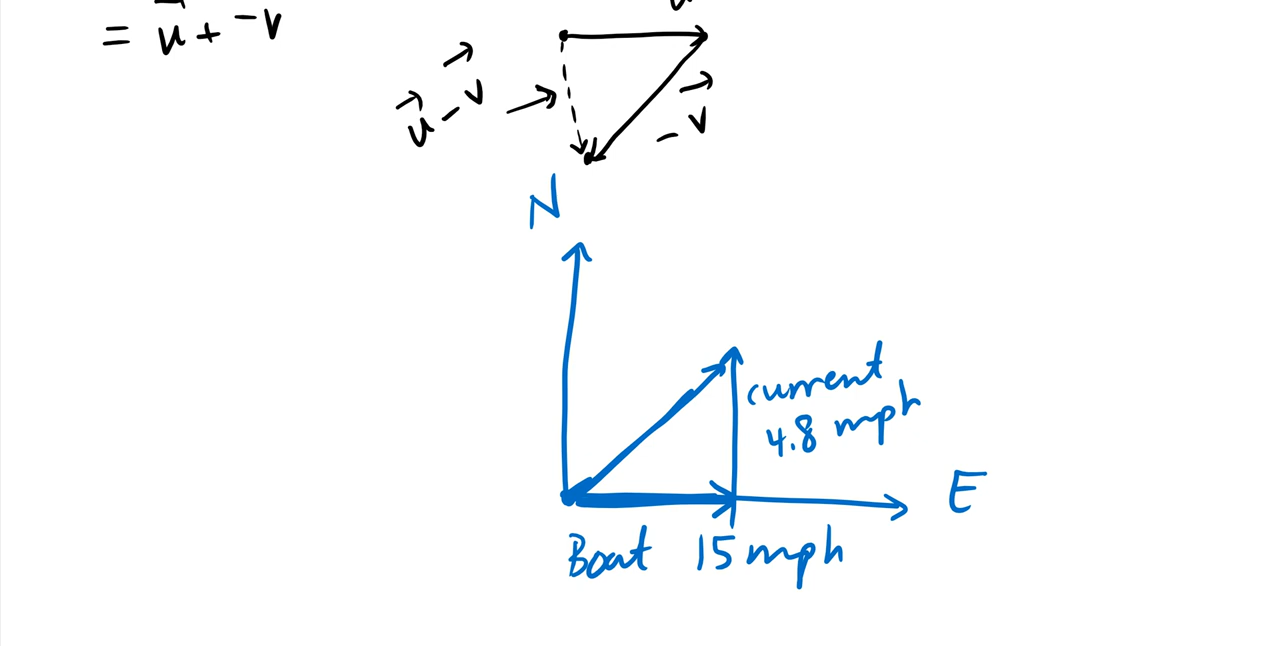 = u⃗ + -v
u⃗ - v⃗
-v⃗
N
current
4.8 mph
E
Boat 15 mph